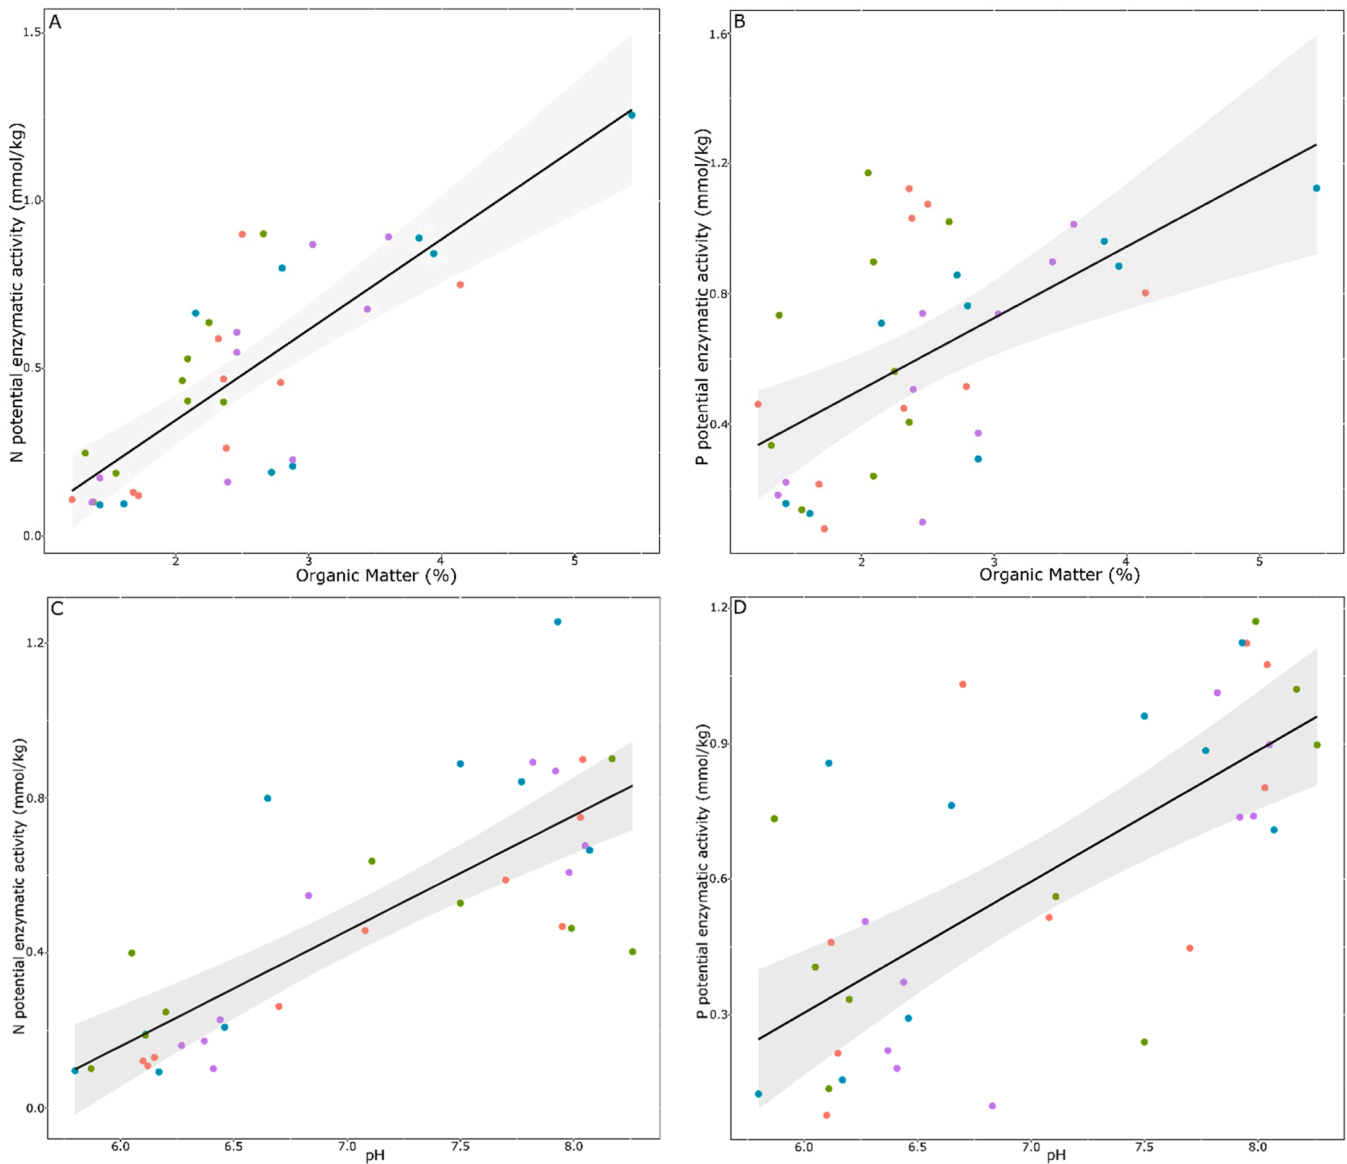 A
N potential enzymatic activity (mmol/kg)
1.5
1.0
0.5
0.0
2 3 4 5
Organic Matter (%)
B
P potential enzymatic activity (mmol/kg)
1.6
1.2
0.8
0.4
2 3 4 5
Organic Matter (%)
C
N potential enzymatic activity (mmol/kg)
1.2
0.8
0.4
0.0
6.0 6.5 7.0 7.5 8.0
pH
D
P potential enzymatic activity (mmol/kg)
1.2
0.9
0.6
0.3
6.0 6.5 7.0 7.5 8.0
pH